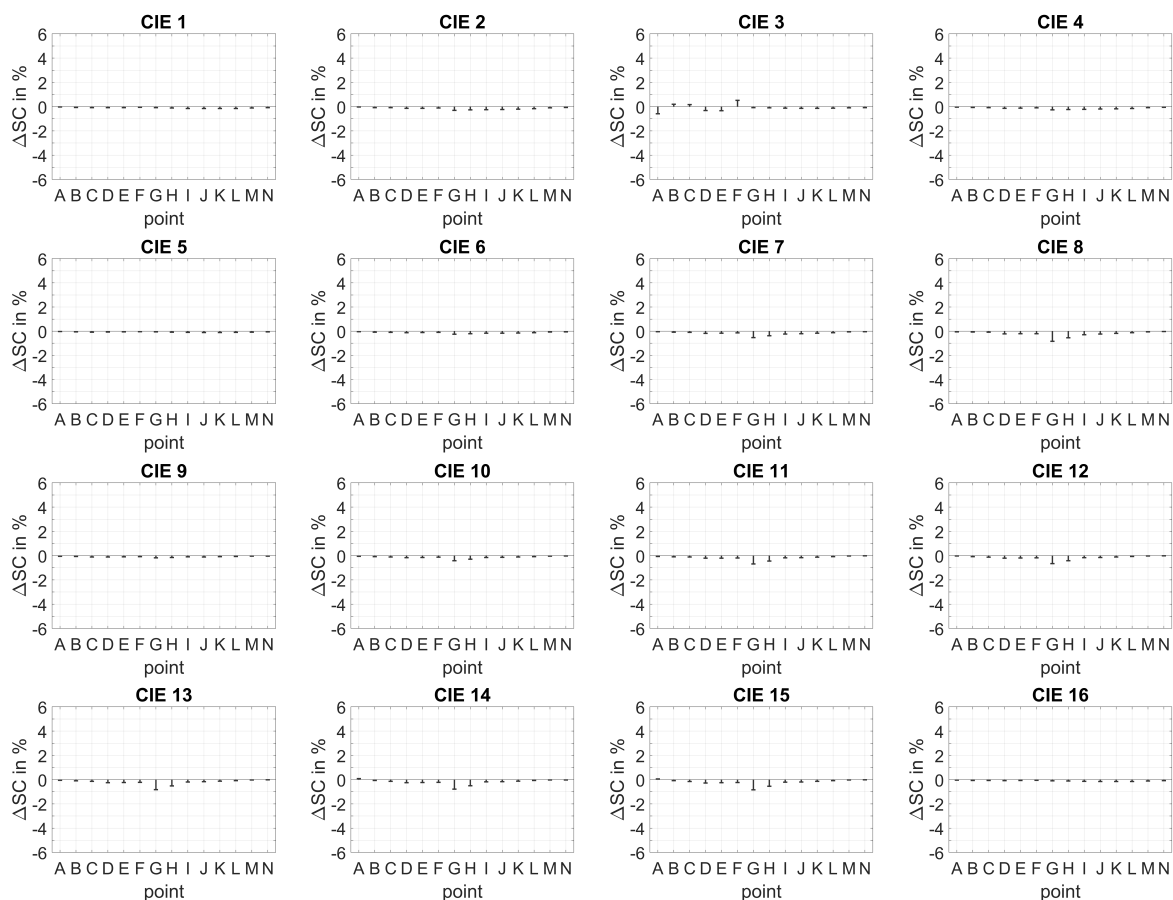 CIE 1 CIE 2 CIE 3 CIE 4
6 6 6 6
4 4 4 4
2 2 2 2
0 0 0 0
-2 -2 -2 -2
-4 -4 -4 -4
-6 -6 -6 -6
ΔSC in % ΔSC in % ΔSC in % ΔSC in %
A B C D E F G H I J K L M N A B C D E F G H I J K L M N A B C D E F G H I J K L M N A B C D E F G H I J K L M N
point point point point
CIE 5 CIE 6 CIE 7 CIE 8
6 6 6 6
4 4 4 4
2 2 2 2
0 0 0 0
-2 -2 -2 -2
-4 -4 -4 -4
-6 -6 -6 -6
ΔSC in % ΔSC in % ΔSC in % ΔSC in %
A B C D E F G H I J K L M N A B C D E F G H I J K L M N A B C D E F G H I J K L M N A B C D E F G H I J K L M N
point point point point
CIE 9 CIE 10 CIE 11 CIE 12
6 6 6 6
4 4 4 4
2 2 2 2
0 0 0 0
-2 -2 -2 -2
-4 -4 -4 -4
-6 -6 -6 -6
ΔSC in % ΔSC in % ΔSC in % ΔSC in %
A B C D E F G H I J K L M N A B C D E F G H I J K L M N A B C D E F G H I J K L M N A B C D E F G H I J K L M N
point point point point
CIE 13 CIE 14 CIE 15 CIE 16
6 6 6 6
4 4 4 4
2 2 2 2
0 0 0 0
-2 -2 -2 -2
-4 -4 -4 -4
-6 -6 -6 -6
ΔSC in % ΔSC in % ΔSC in % ΔSC in %
A B C D E F G H I J K L M N A B C D E F G H I J K L M N A B C D E F G H I J K L M N A B C D E F G H I J K L M N
point point point point